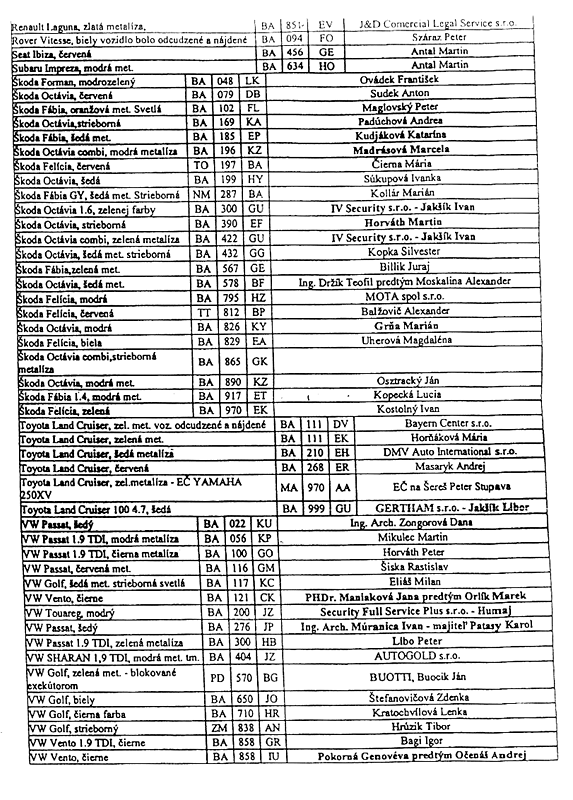 Renault Laguna, zlatá metalíza, BA 851 EV J&D Comercial Legal Service s.r.o.
Rover Vitesse, biely vozidlo bolo odcudzené a nájdené BA 094 FO Száraz Peter
Seat Ibiza, červená BA 456 GE Antal Martin
Subaru Impreza, modrá met. BA 634 HO Antal Martin
Škoda Forman, modrozelený BA 048 LK Ovádek František
Škoda Octávia, červená BA 079 DB Sudek Anton
Škoda Fábia, oranžová met. Svetlá BA 102 FL Maglovský Peter
Škoda Octávia,strieborná BA 169 KA Padúchová Andrea
Škoda Fábia, šedá met. BA 185 EP Kudjáková Katarína
Škoda Octávia combi, modrá metalíza BA 196 KZ Madrásová Marcela
Škoda Felícia, červená TO 197 BA Čierna Mária
Škoda Octávia, šedá BA 199 HY Súkupová Ivanka
Škoda Fábia GY, šedá met. Strieborná NM 287 BA Kollár Marián
Škoda Octávia 1.6, zelenej farby BA 300 GU IV Security s.r.o. - Jakšík Ivan
Škoda Octávia, strieborná BA 390 EF Horváth Martin
Škoda Octávia combi, zelená metalíza BA 422 GU IV Security s.r.o. - Jakšík Ivan
Škoda Octávia, šedá met. strieborná BA 432 GG Kopka Silvester
Škoda Fábia,zelená met. BA 567 GE Billik Juraj
Škoda Octávia, šedá met. BA 578 BF Ing. Držík Teofil predtým Moskalina Alexander
Škoda Felícia, modrá BA 795 HZ MOTA spol s.r.o.
Škoda Felícia, červená TT 812 BP Balžovič Alexander
Škoda Octávia, modrá BA 826 KY Grňa Marián
Škoda Felícia, biela BA 829 EA Uherová Magdaléna
Škoda Octávia combi,strieborná
metalíza BA 865 GK
Škoda Octávia, modrá met. BA 890 KZ Osztracký Ján
Škoda Fábia 1.4, modrá met. BA 917 ET Kopecká Lucia
Škoda Felícia, zelená BA 970 EK Kostolný Ivan
Toyota Land Cruiser, zel. met. voz. odcudzené a nájdené BA 111 DV Bayern Center s.r.o.
Toyota Land Cruiser, zelená met. BA 111 EK Horňáková Mária
Toyota Land Cruiser, zelená metalíza BA 210 EH DMV Auto International s.r.o.
Toyota Land Cruiser, červená BA 268 ER Masaryk Andrej
Toyota Land Cruiser, zel.metalíza - EČ YAMAHA
250XV MA 970 AA EČ na Šereš Peter Stupava
Toyota Land Cruiser 100 4.7, šedá BA 999 GU GERTHAM s.r.o. - Jakšík Libor
VW Passat, šedý BA 022 KU Ing. Arch. Zongorová Dana
VW Passat 1.9 TDI, modrá metalíza BA 056 KP Mikulec Martin
VW Passat 1.9 TDI, čierna metalíza BA 100 GO Horváth Peter
VW Passat, červená met. BA 116 GM Šiska Rastislav
VW Golf, šedá met. strieborná svetlá BA 117 KC Eliáš Milan
VW Vento, čierne BA 121 CK PHDr. Maniaková Jana predtým Orlík Marek
VW Touareg, modrý BA 200 JZ Security Full Service Plus s.r.o. - Humaj
VW Passat, šedý BA 276 JP Ing. Arch. Múranica Ivan - majiteľ Patasy Karol
VW Passat 1.9 TDI, zelená metalíza BA 300 HB Líbo Peter
VW SHARAN 1,9 TDI, modrá met. tm. BA 404 JZ AUTOGOLD s.r.o.
VW Golf, zelená met. - blokované
exekútorom PD 570 BG BUOTTI, Buocik Ján
VW Golf, biely BA 650 JO Štefanovičová Zdenka
VW Golf, čierna farba BA 710 HR Kratochvílová Lenka
VW Golf, strieborný ZM 838 AN Hrúzik Tibor
VW Vento 1.9 TDI, čierne BA 858 GR Bagi Igor
VW Vento, čierne BA 858 IU Pokorná Genovéva predtým Očenáš Andrej